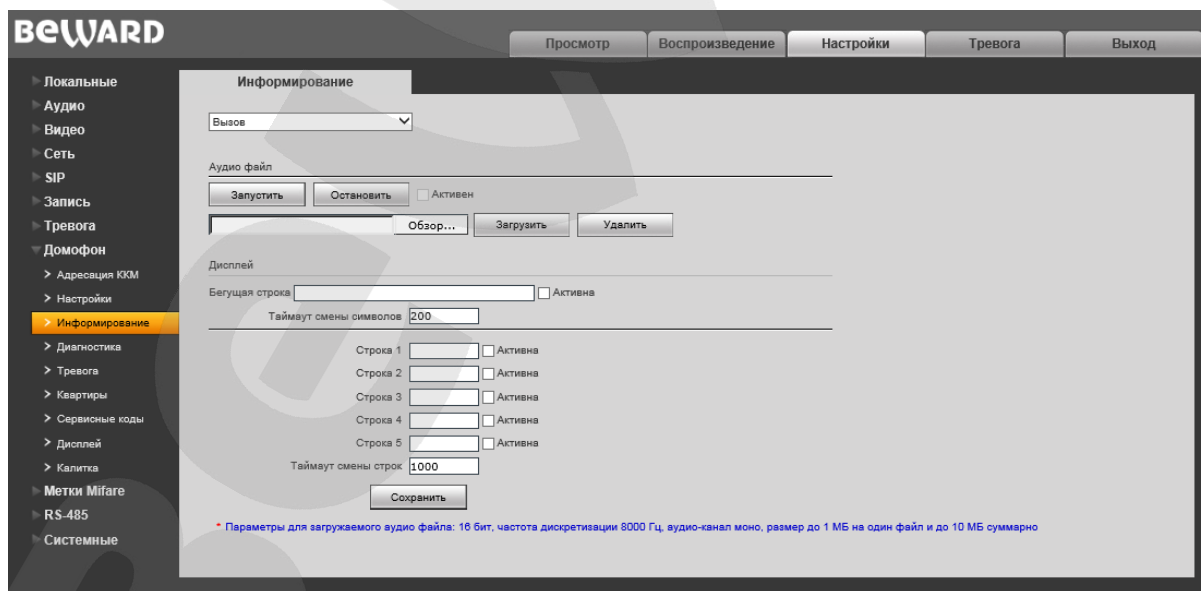 BEWARD
Просмотр Воспроизведение Настройки Тревога Выход
Локальные
Аудио
Видео
Сеть
SIP
Запись
Тревога
Домофон
Адресация ККМ
Настройки
Информирование
Диагностика
Тревога
Квартиры
Сервисные коды
Дисплей
Калитка
Метки Mifare
RS-485
Системные
Информирование
Вызов
Аудио файл
Запустить Остановить Активен
Обзор... Загрузить Удалить
Дисплей
Бегущая строка Активна
Таймаут смены символов 200
Строка 1 Активна
Строка 2 Активна
Строка 3 Активна
Строка 4 Активна
Строка 5 Активна
Таймаут смены строк 1000
Сохранить
* Параметры для загружаемого аудио файла: 16 бит, частота дискретизации 8000 Гц, аудио-канал моно, размер до 1 МБ на один файл и до 10 МБ суммарно